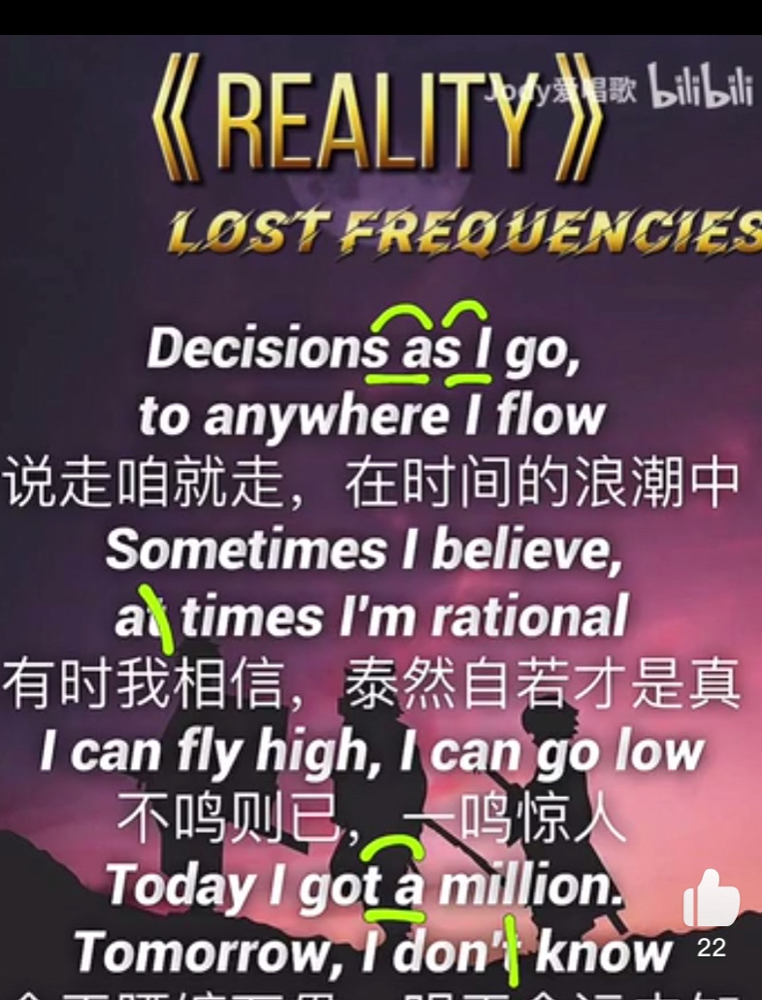 《REALITY》
Jody爱唱歌 bilibili
LOST FREQUENCIES
Decisions as I go,
to anywhere I flow
说走咱就走，在时间的浪潮中
Sometimes I believe,
at times I'm rational
有时我相信，泰然自若才是真
I can fly high, I can go low
不鸣则已，一鸣惊人
Today I got a million.
Tomorrow, I don't know
22